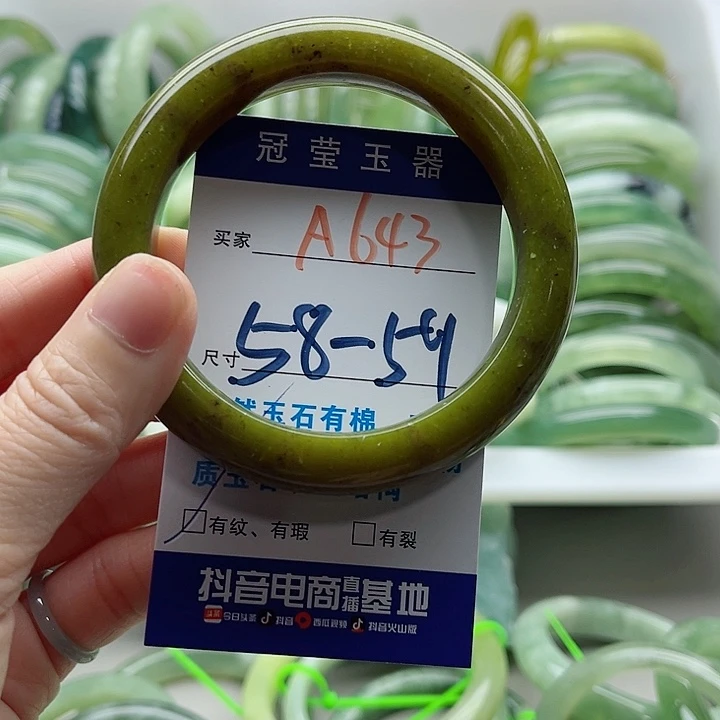 冠莹玉器
买家 A643
尺寸 58-59
玉石有棉
质玉
有纹、有瑕 有裂
抖音电商直播基地
今日头条 抖音 西瓜视频 抖音火山版